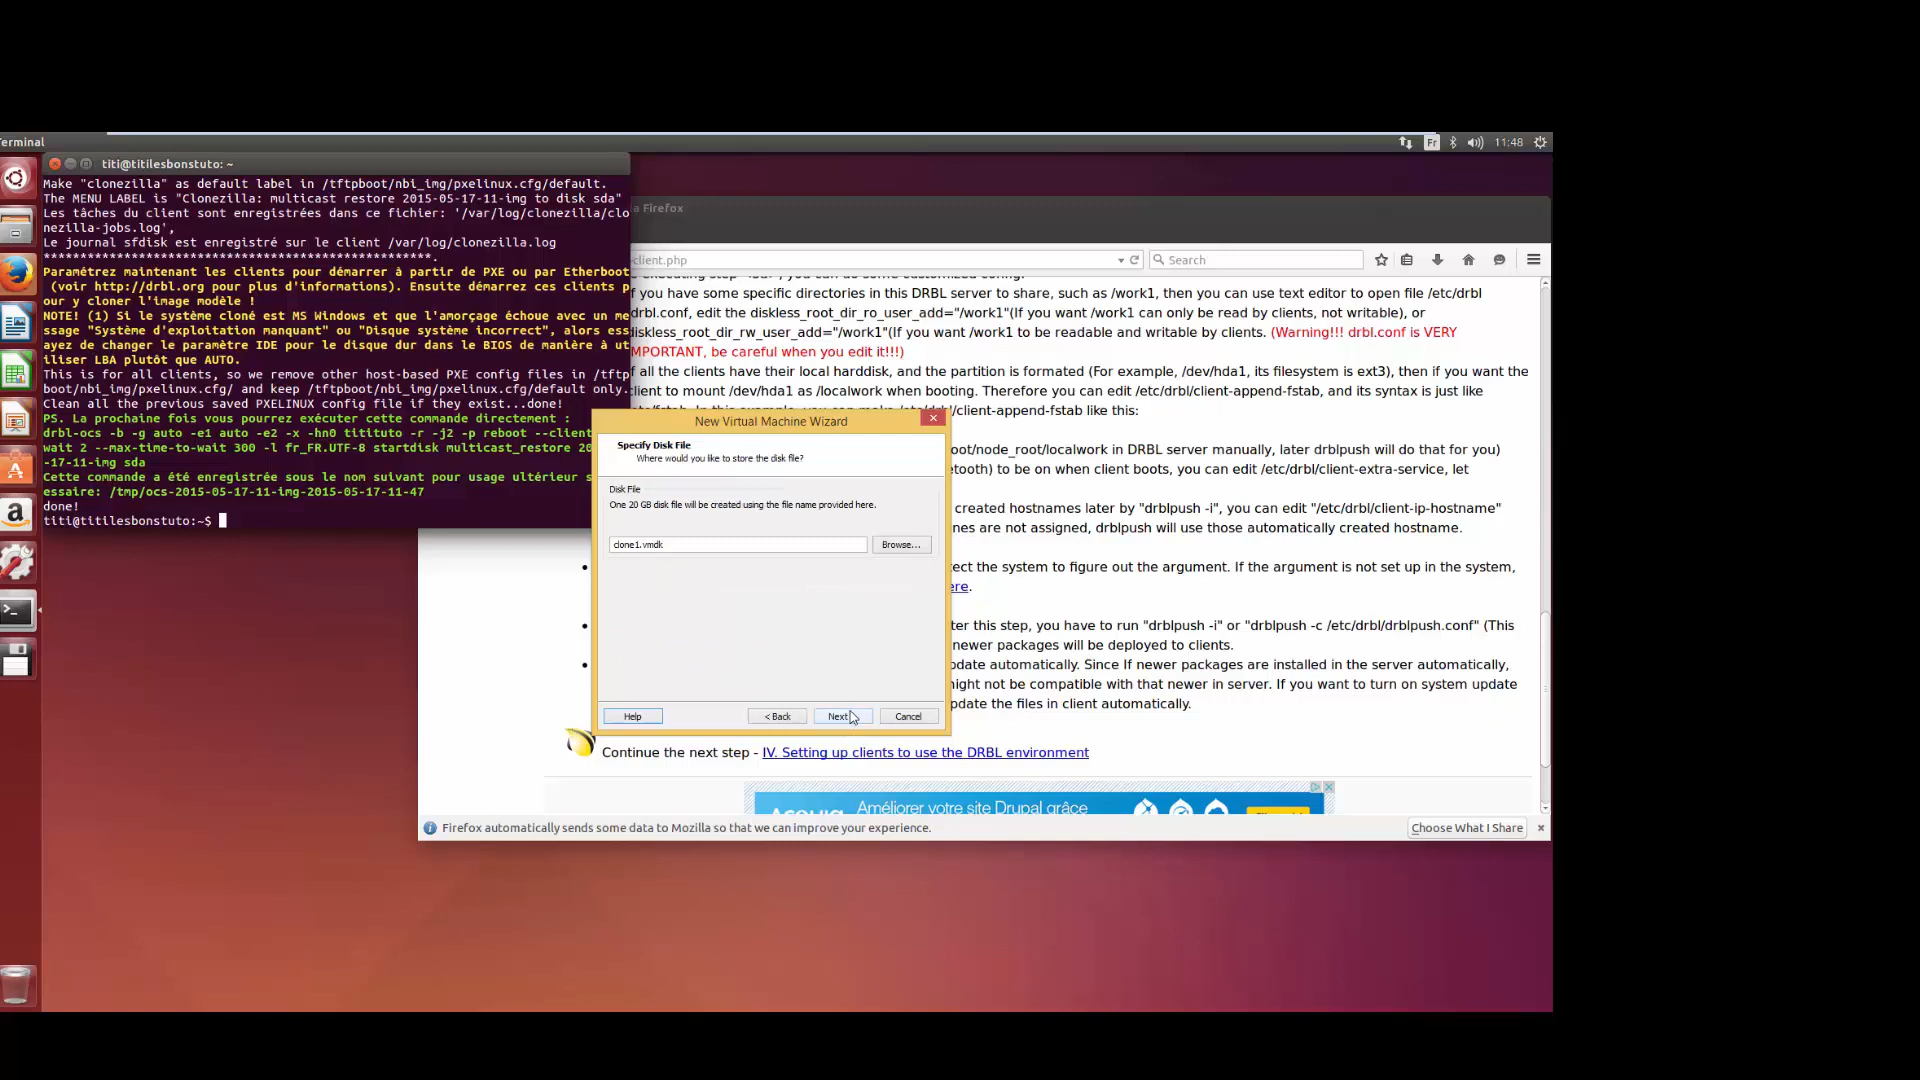 Terminal
Fr
11:48
titi@titilesbonstuto: ~
Make "clonezilla" as default label in /tftpboot/nbi_img/pxelinux.cfg/default.
The MENU LABEL is "Clonezilla: multicast restore 2015-05-17-11-img to disk sda"
Les tâches du client sont enregistrées dans ce fichier: '/var/log/clonezilla/clo
nezilla-jobs.log',
Le journal sfdisk est enregistré sur le client /var/log/clonezilla.log
*****************************************************.
Paramétrez maintenant les clients pour démarrer à partir de PXE ou par Etherboot
(voir http://drbl.org pour plus d'informations). Ensuite démarrez ces clients p
our y cloner l'image modèle !
NOTE! (1) Si le système cloné est MS Windows et que l'amorçage échoue avec un me
ssage "Système d'exploitation manquant" ou "Disque système incorrect", alors ess
ayez de changer le paramètre IDE pour le disque dur dans le BIOS de manière à ut
iliser LBA plutôt que AUTO.
This is for all clients, so we remove other host-based PXE config files in /tftp
boot/nbi_img/pxelinux.cfg/ and keep /tftpboot/nbi_img/pxelinux.cfg/default only.
Clean all the previous saved PXELINUX config file if they exist...done!
PS. La prochaine fois vous pourrez exécuter cette commande directement :
drbl-ocs -b -g auto -e1 auto -e2 -x -hn0 titituto -r -j2 -p reboot --client
wait 2 --max-time-to-wait 300 -l fr_FR.UTF-8 startdisk multicast_restore 20
-17-11-img sda
Cette commande a été enregistrée sous le nom suivant pour usage ultérieur s
essaire: /tmp/ocs-2015-05-17-11-img-2015-05-17-11-47
done!
titi@titilesbonstuto:~$
a Firefox
client.php
Search
e executing step <3a>, you can do some customized config:
f you have some specific directories in this DRBL server to share, such as /work1, then you can use text editor to open file /etc/drbl
drbl.conf, edit the diskless_root_dir_ro_user_add="/work1"(If you want /work1 can only be read by clients, not writable), or
diskless_root_dir_rw_user_add="/work1"(If you want /work1 to be readable and writable by clients. (Warning!!! drbl.conf is VERY
IMPORTANT, be careful when you edit it!!!)
f all the clients have their local harddisk, and the partition is formated (For example, /dev/hda1, its filesystem is ext3), then if you want the
client to mount /dev/hda1 as /localwork when booting. Therefore you can edit /etc/drbl/client-append-fstab, and its syntax is just like
/client-append-fstab like this:
oot/node_root/localwork in DRBL server manually, later drblpush will do that for you)
etooth) to be on when client boots, you can edit /etc/drbl/client-extra-service, let
created hostnames later by "drblpush -i", you can edit "/etc/drbl/client-ip-hostname"
nes are not assigned, drblpush will use those automatically created hostname.
tect the system to figure out the argument. If the argument is not set up in the system,
ere.
ter this step, you have to run "drblpush -i" or "drblpush -c /etc/drbl/drblpush.conf" (This
newer packages will be deployed to clients.
pdate automatically. Since If newer packages are installed in the server automatically,
ight not be compatible with that newer in server. If you want to turn on system update
pdate the files in client automatically.
Continue the next step - IV. Setting up clients to use the DRBL environment
Améliorer votre site Drupal grâce
Firefox automatically sends some data to Mozilla so that we can improve your experience.
Choose What I Share
New Virtual Machine Wizard
Specify Disk File
Where would you like to store the disk file?
Disk File
One 20 GB disk file will be created using the file name provided here.
clone1.vmdk
Browse...
Help
< Back
Next
Cancel